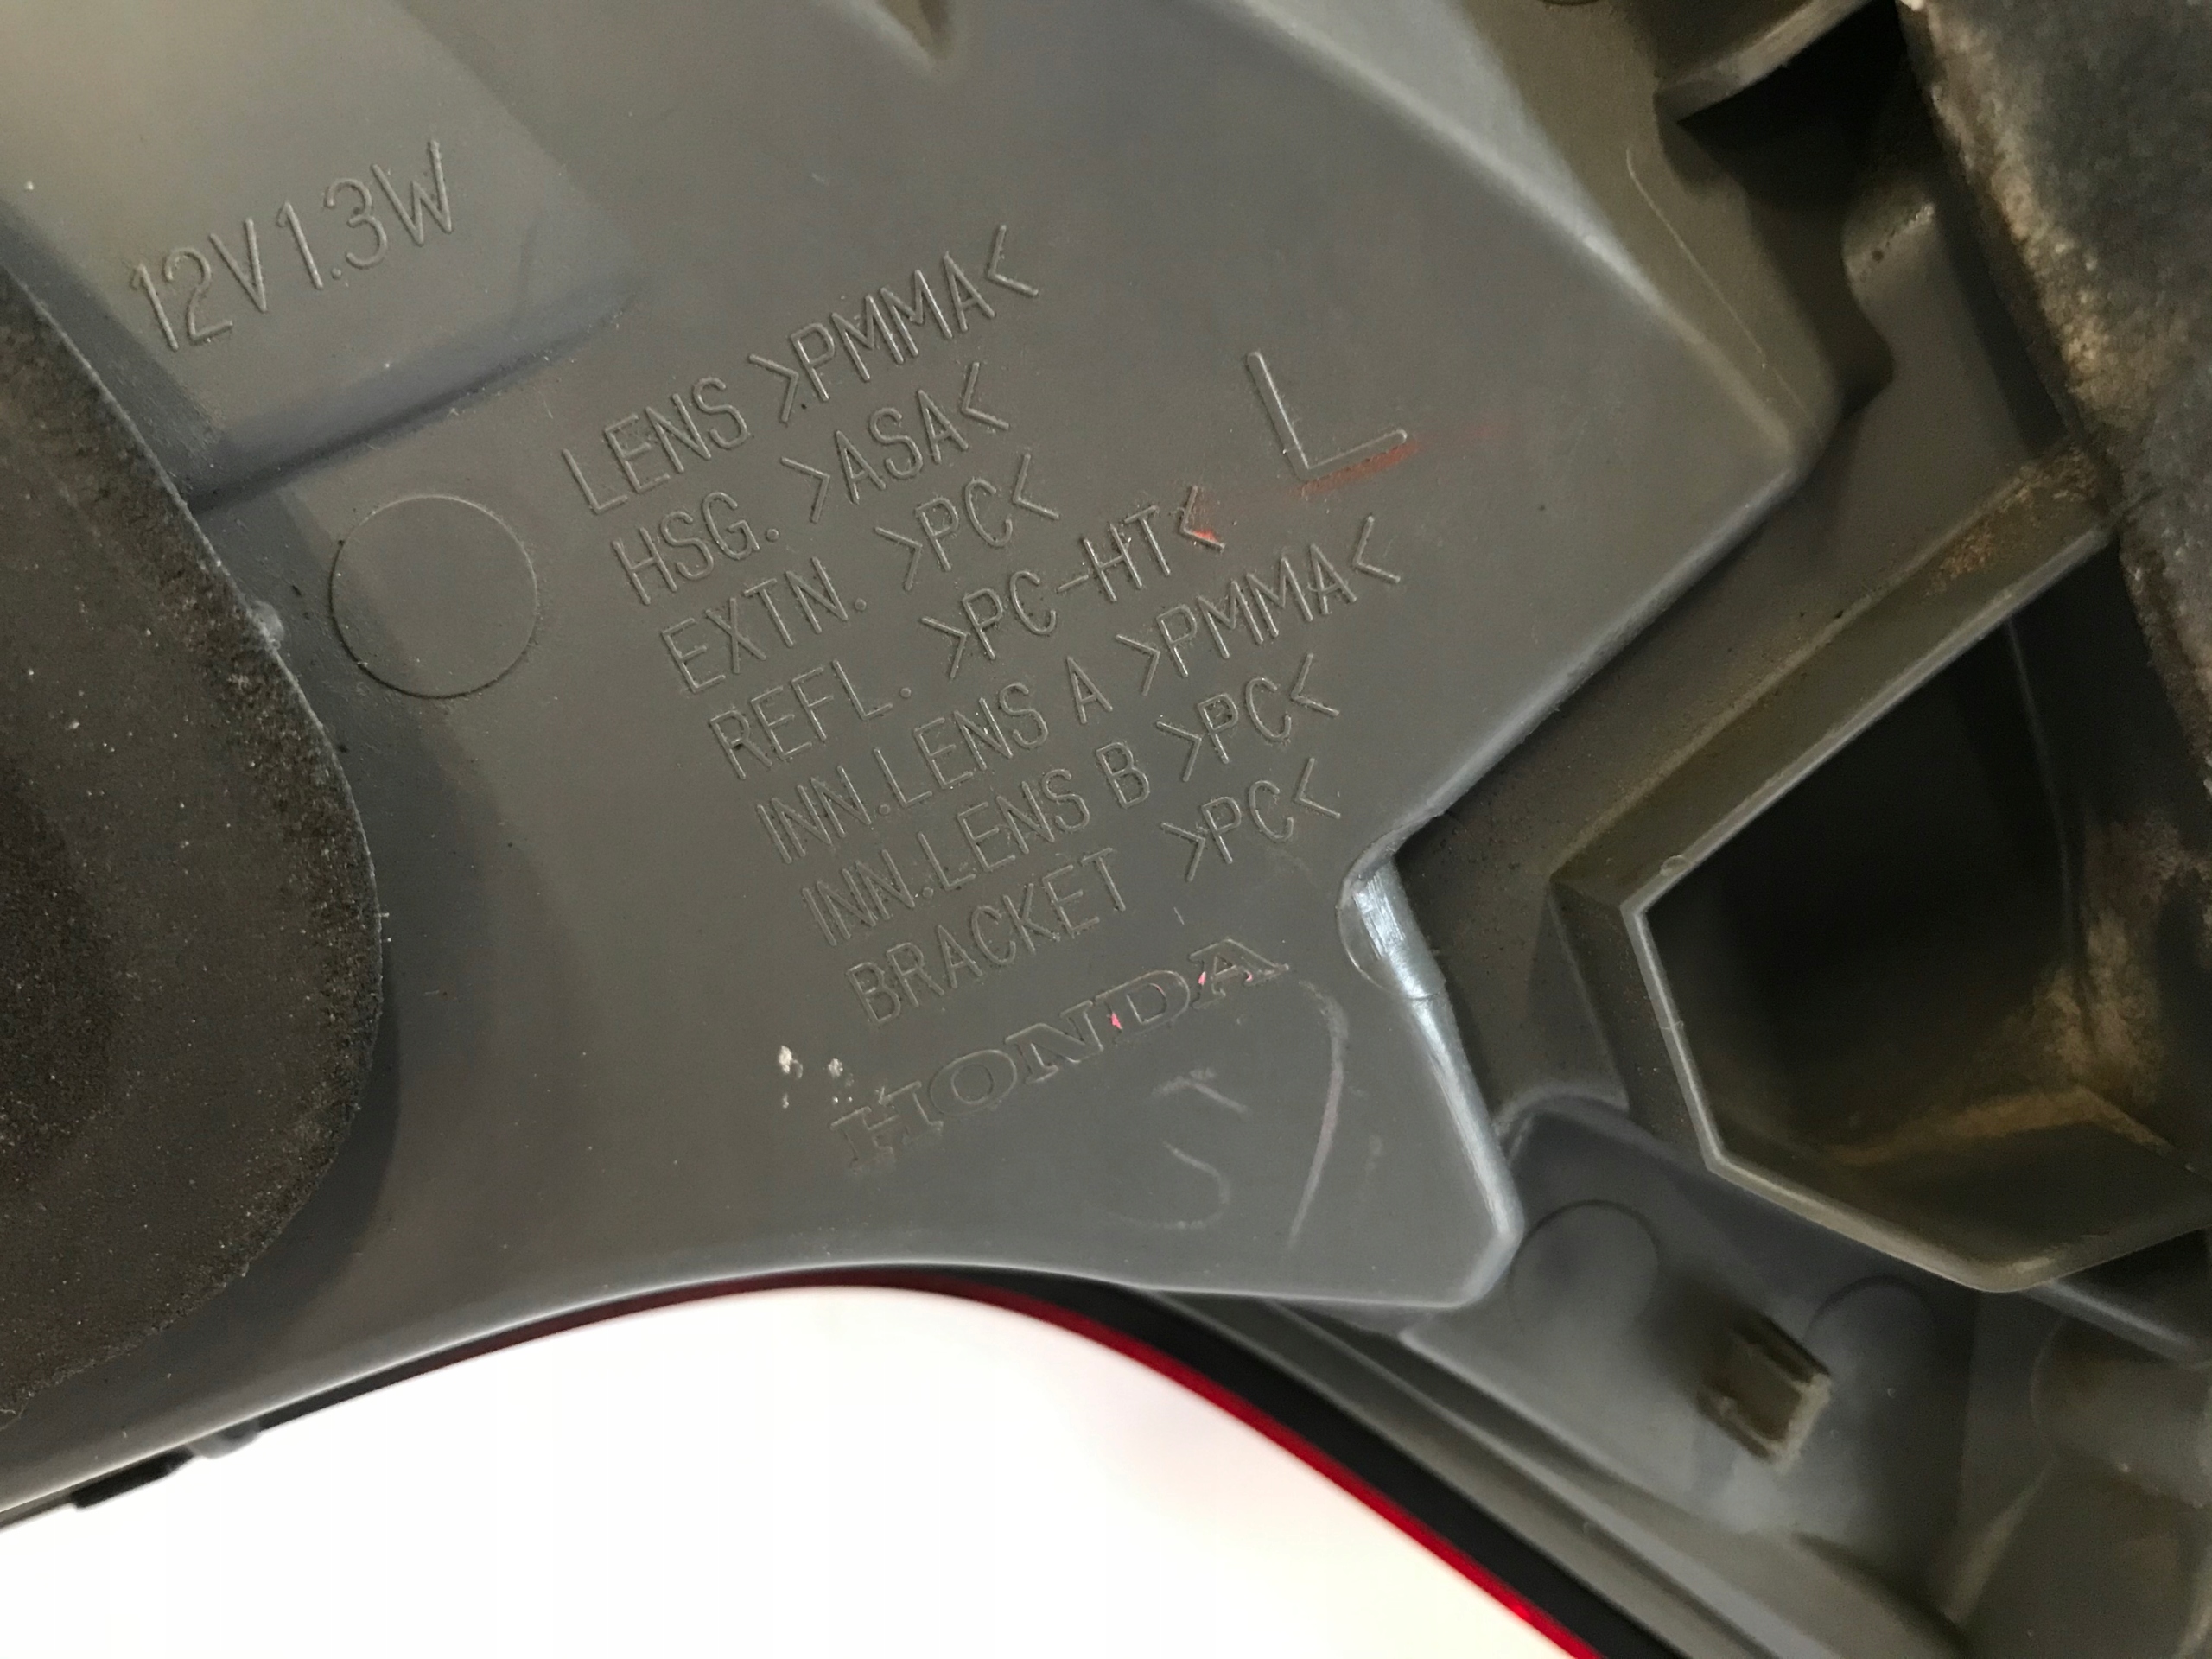 12V1.3W
LENS >PMMA<
HSG. >ASA<
EXTN. >PC<
REFL. >PC-HT<
INN.LENS A >PMMA<
INN.LENS B >PC<
BRACKET >PC<
L
HONDA